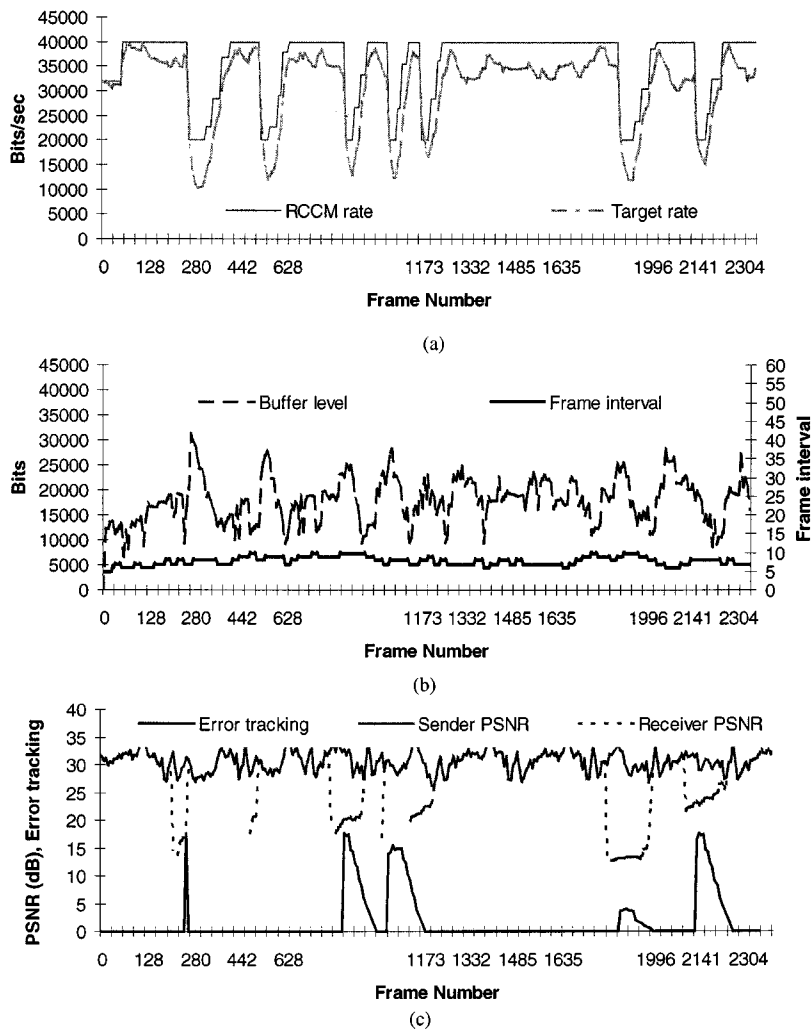 45000
40000
35000
30000
25000
20000
15000
10000
5000
0
Bits/sec
RCCM rate
Target rate
0 128 280 442 628 1173 1332 1485 1635 1996 2141 2304
Frame Number
(a)
45000
40000
35000
30000
25000
20000
15000
10000
5000
0
Bits
Buffer level
Frame interval
60
55
50
45
40
35
30
25
20
15
10
5
0
Frame interval
0 128 280 442 628 1173 1332 1485 1635 1996 2141 2304
Frame Number
(b)
40
35
30
25
20
15
10
5
0
PSNR (dB), Error tracking
Error tracking
Sender PSNR
Receiver PSNR
0 128 280 442 628 1173 1332 1485 1635 1996 2141 2304
Frame Number
(c)